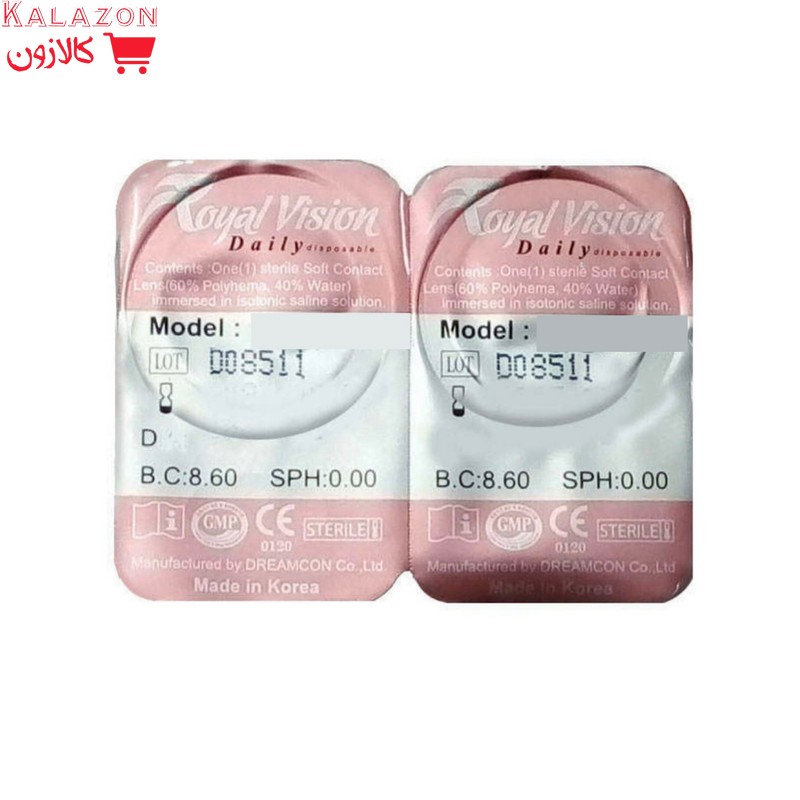 KALAZON
کالازون
Royal Vision
Daily disposable
Contents :One(1) sterile Soft Contact
Lens(60% Polyhema, 40% Water)
immersed in isotonic saline solution.
Model :
LOT D08511
D
B.C:8.60 SPH:0.00
i GMP CE 0120 STERILE
Manufactured by DREAMCON Co.,Ltd.
Made in Korea
Royal Vision
Daily disposable
Contents :One(1) sterile Soft Contact
Lens(60% Polyhema, 40% Water)
immersed in isotonic saline solution.
Model :
LOT D08511
B.C:8.60 SPH:0.00
i GMP CE 0120 STERILE
Manufactured by DREAMCON Co.,Ltd.
Made in Korea